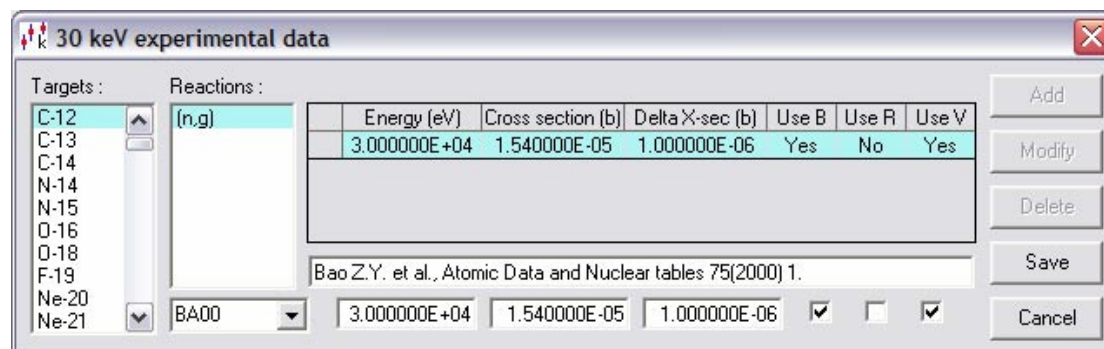 k 30 keV experimental data
Targets :
C-12
C-13
C-14
N-14
N-15
O-16
O-18
F-19
Ne-20
Ne-21
Reactions :
(n,g)
BA00
Energy (eV) Cross section (b) Delta X-sec (b) Use B Use R Use V
3.000000E+04 1.540000E-05 1.000000E-06 Yes No Yes
Bao Z.Y. et al., Atomic Data and Nuclear tables 75(2000) 1.
3.000000E+04 1.540000E-05 1.000000E-06
Add
Modify
Delete
Save
Cancel